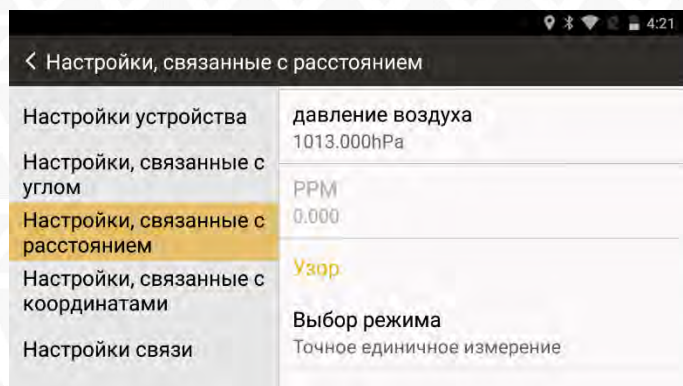 4:21
< Настройки, связанные с расстоянием
Настройки устройства
Настройки, связанные с
углом
Настройки, связанные с
расстоянием
Настройки, связанные с
координатами
Настройки связи
давление воздуха
1013.000hPa
PPM
0.000
Узор
Выбор режима
Точное единичное измерение